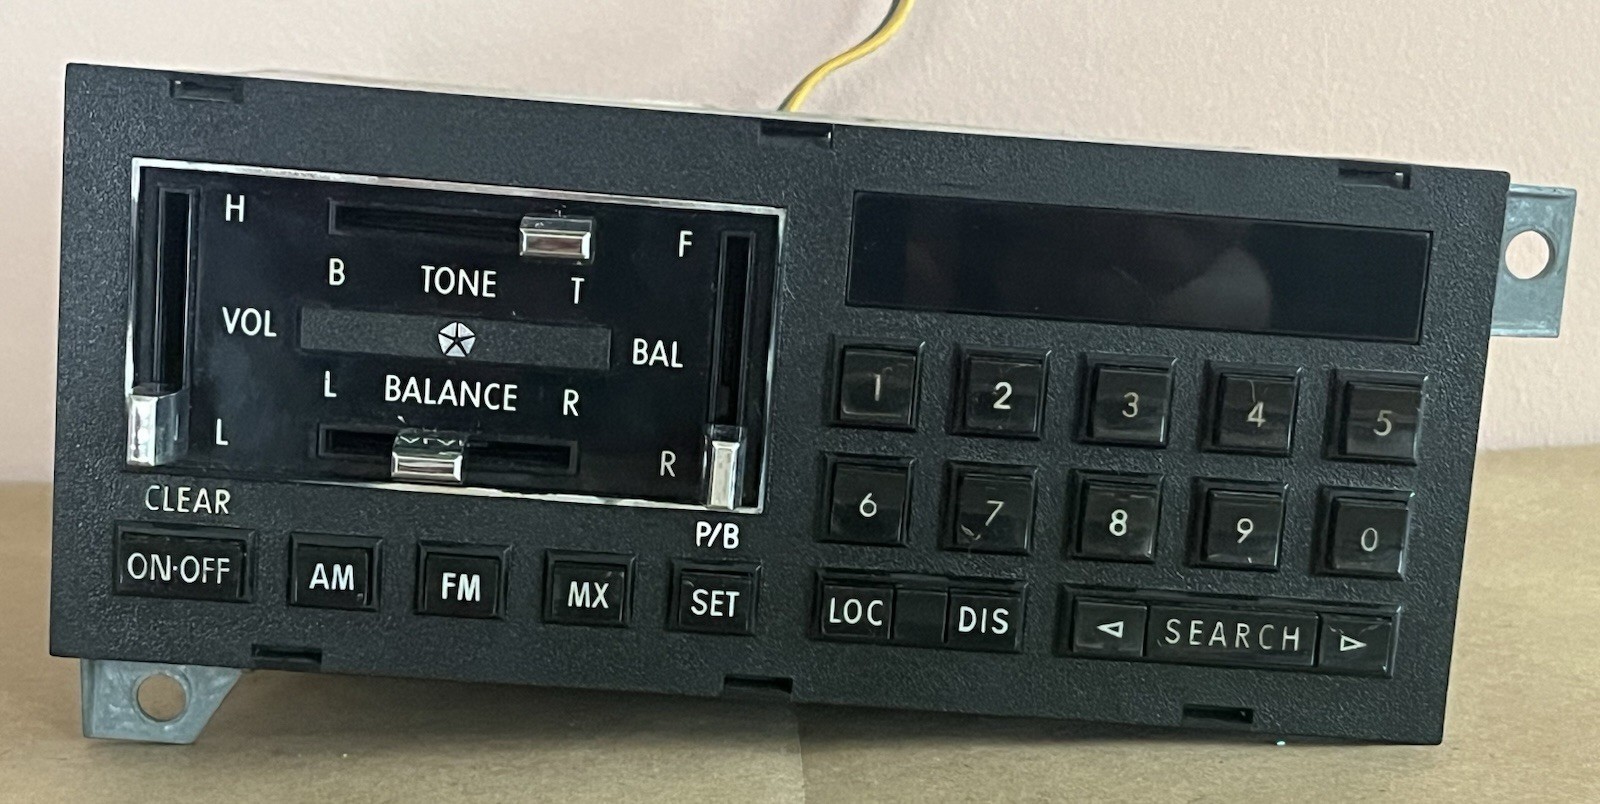 H
B TONE T
F
VOL
BAL
L BALANCE R
L
R
CLEAR
P/B
ON·OFF AM FM MX SET
1 2 3 4 5
6 7 8 9 0
LOC DIS
SEARCH